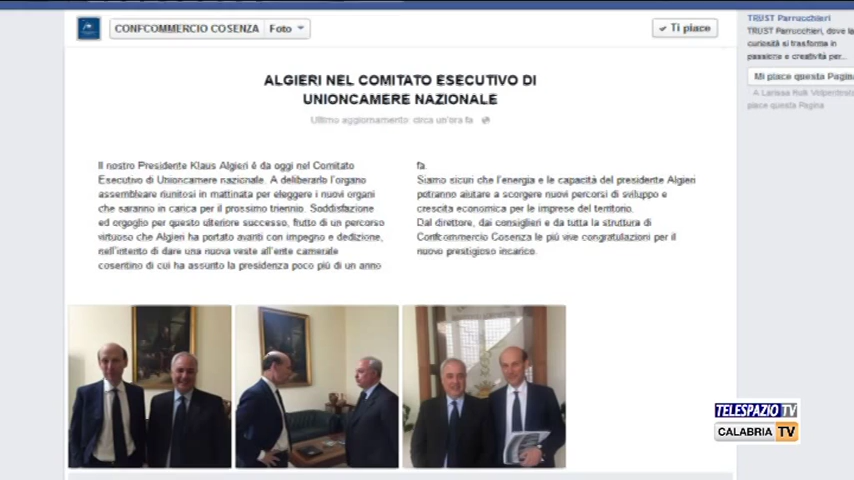 CONFCOMMERCIO COSENZA Foto
Ti piace
ALGIERI NEL COMITATO ESECUTIVO DI
UNIONCAMERE NAZIONALE
Ultimo aggiornamento: circa un'ora fa
Il nostro Presidente Klaus Algieri è da oggi nel Comitato
Esecutivo di Unioncamere nazionale. A deliberarlo l'organo
assembleare riunitosi in mattinata per eleggere i nuovi organi
che saranno in carica per il prossimo triennio. Soddisfazione
ed orgoglio per questo ulteriore successo, frutto di un percorso
virtuoso che Algieri ha portato avanti con impegno e dedizione,
nell'intento di dare una nuova veste all'ente camerale
cosentino di cui ha assunto la presidenza poco più di un anno
fa.
Siamo sicuri che l'energia e le capacità del presidente Algieri
potranno aiutare a scorgere nuovi percorsi di sviluppo e
crescita economica per le imprese del territorio.
Dal direttore, dai consiglieri e da tutta la struttura di
Confcommercio Cosenza le più vive congratulazioni per il
nuovo prestigioso incarico.
TRUST Parrucchieri
TRUST Parrucchieri, dove la
curiosità si trasforma in
passione e creatività per...
Mi piace questa Pagina
A Larissa
piace questa Pagina
TELESPAZIO TV
CALABRIA TV